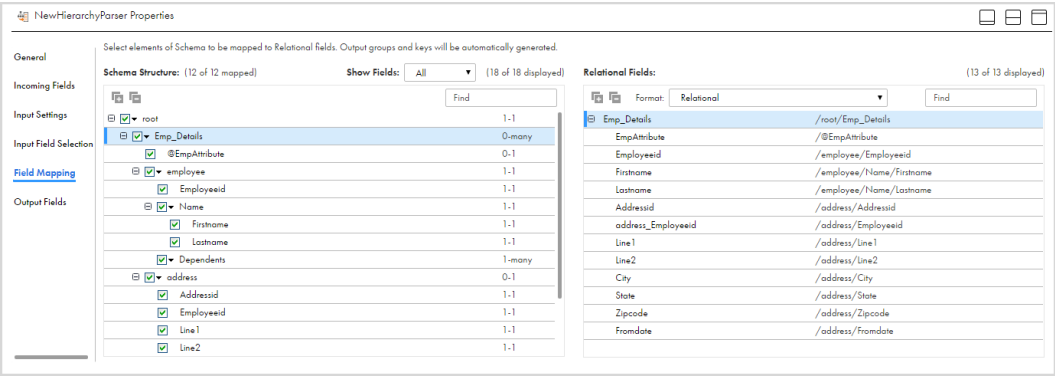 NewHierarchyParser Properties
General
Incoming Fields
Input Settings
Input Field Selection
Field Mapping
Output Fields
Select elements of Schema to be mapped to Relational fields. Output groups and keys will be automatically generated.
Schema Structure: (12 of 12 mapped) Show Fields: All (18 of 18 displayed)
Find
root 1-1
Emp_Details 0-many
@EmpAttribute 0-1
employee 1-1
Employeeid 1-1
Name 1-1
Firstname 1-1
Lastname 1-1
Dependents 1-many
address 0-1
Addressid 1-1
Employeeid 1-1
Line1 1-1
Line2 1-1
Relational Fields: (13 of 13 displayed)
Format: Relational Find
Emp_Details /root/Emp_Details
EmpAttribute /@EmpAttribute
Employeeid /employee/Employeeid
Firstname /employee/Name/Firstname
Lastname /employee/Name/Lastname
Addressid /address/Addressid
address_Employeeid /address/Employeeid
Line1 /address/Line1
Line2 /address/Line2
City /address/City
State /address/State
Zipcode /address/Zipcode
Fromdate /address/Fromdate